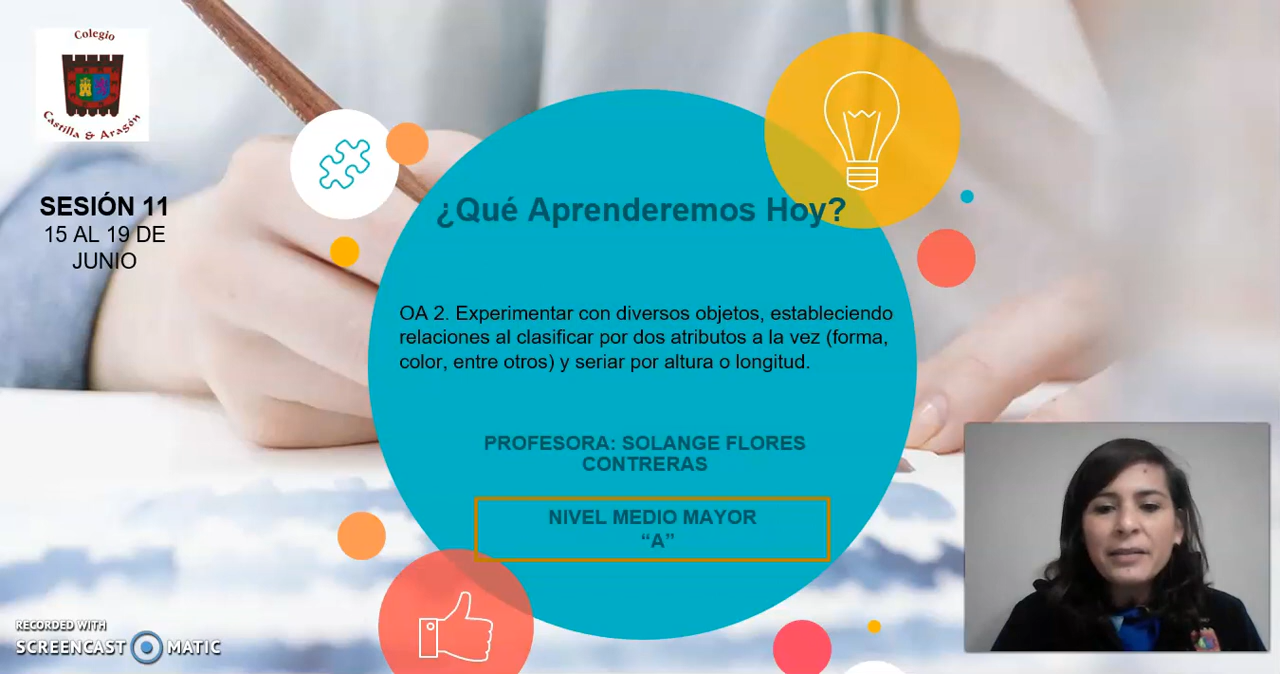 Colegio
Castilla & Aragón
SESIÓN 11
15 AL 19 DE
JUNIO
¿Qué Aprenderemos Hoy?
OA 2. Experimentar con diversos objetos, estableciendo
relaciones al clasificar por dos atributos a la vez (forma,
color, entre otros) y seriar por altura o longitud.
PROFESORA: SOLANGE FLORES
CONTRERAS
NIVEL MEDIO MAYOR
“A”
RECORDED WITH
SCREENCAST MATIC